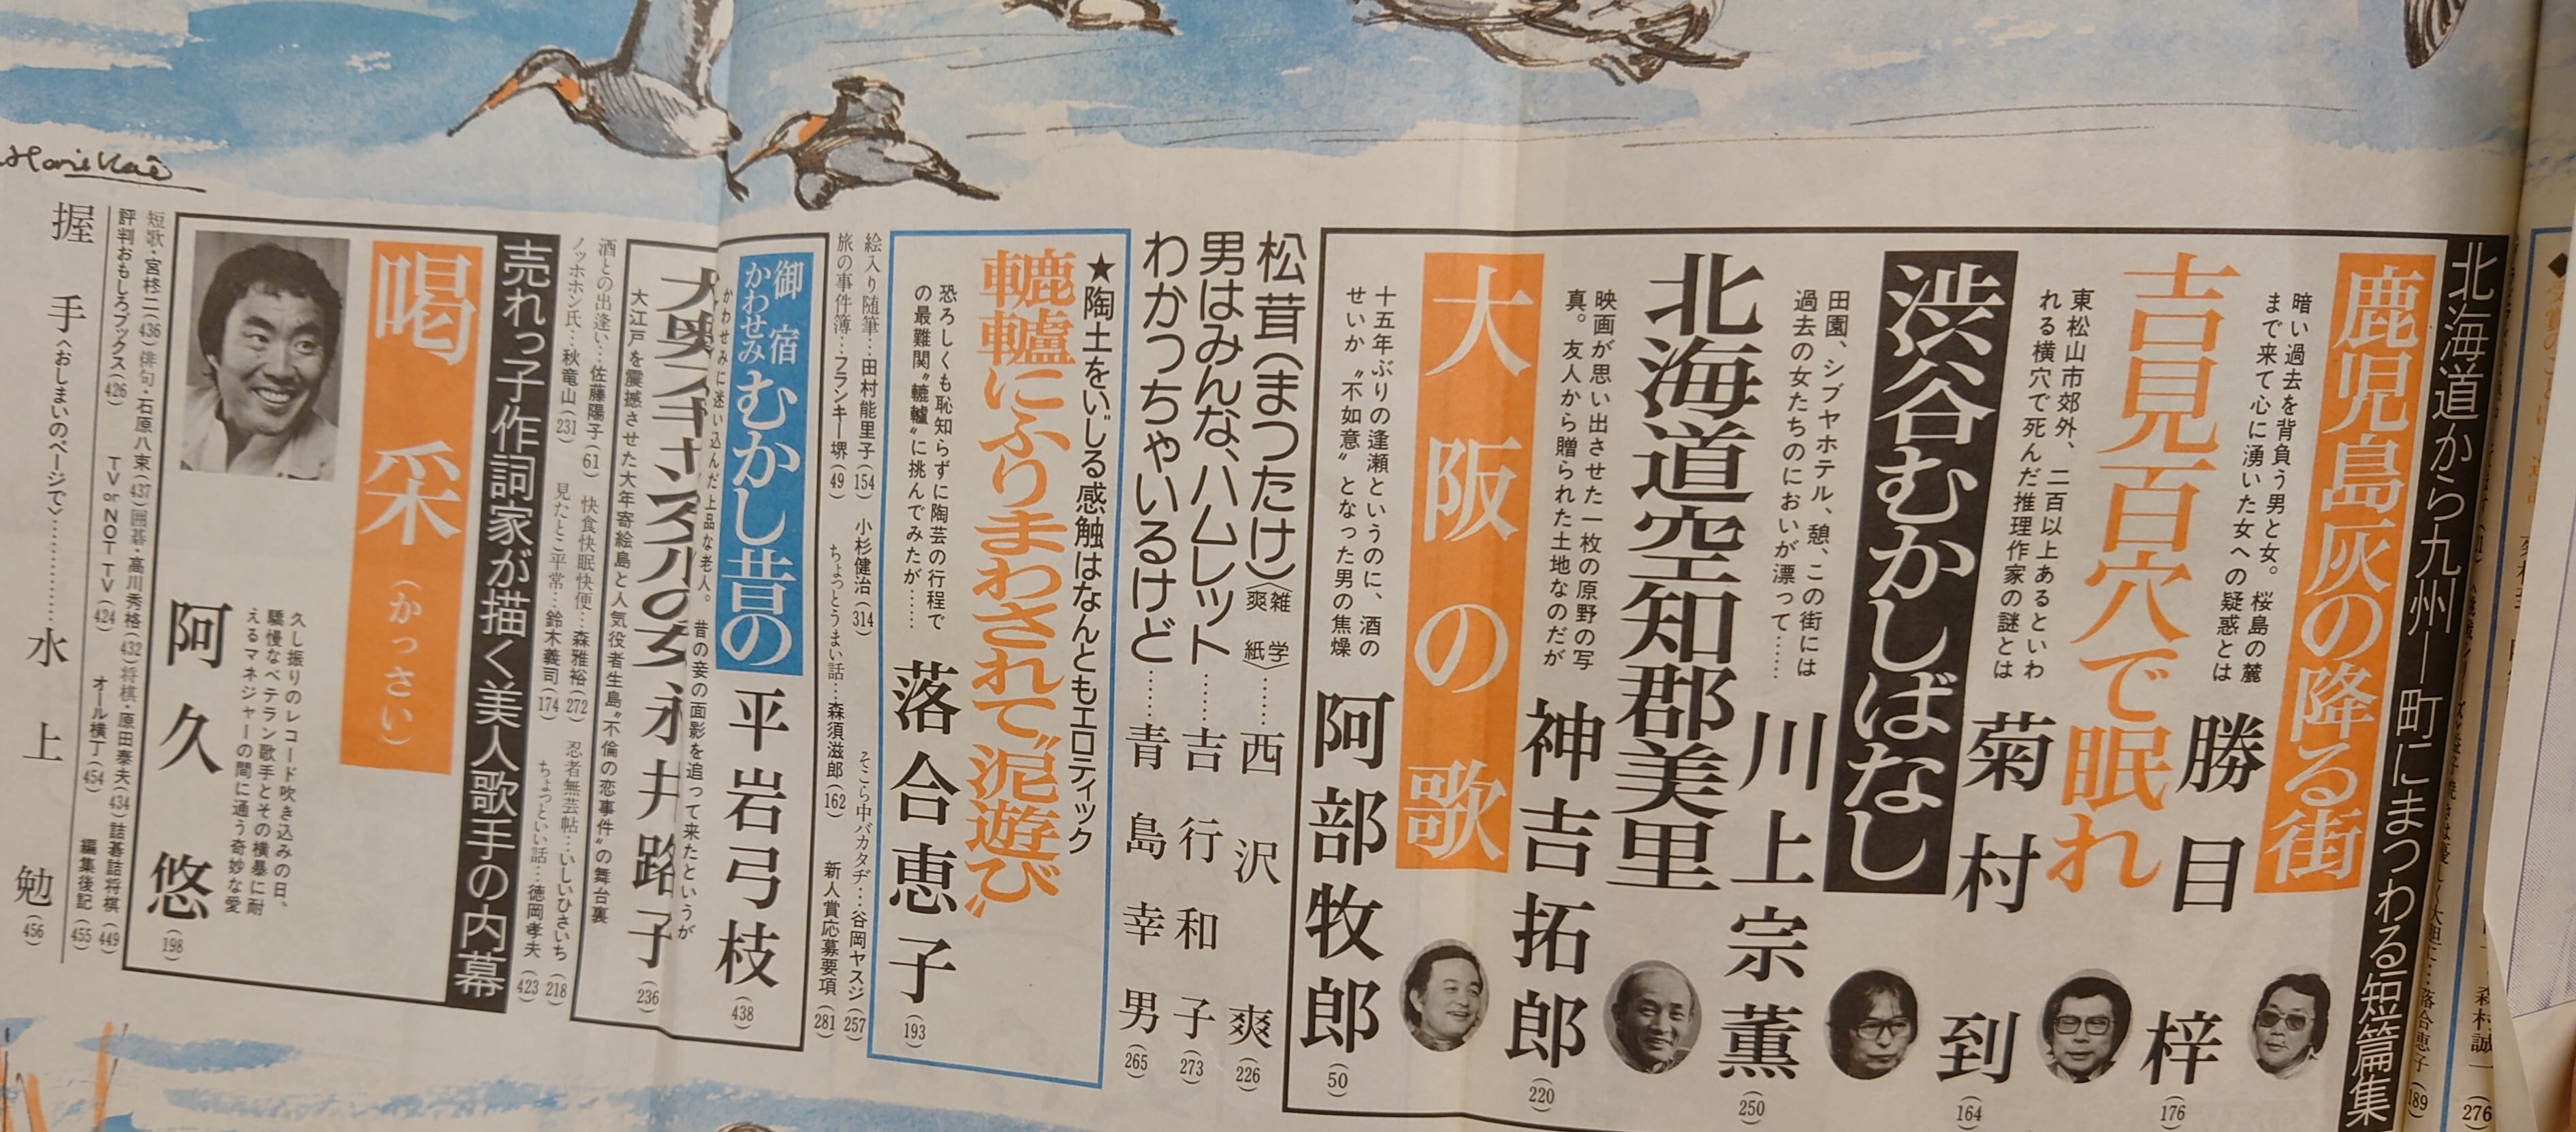 森村誠一(276)
落合恵子(189)
北海道から九州―町にまつわる短篇集
鹿児島灰の降る街
暗い過去を背負う男と女。桜島の麓
まで来て心に湧いた女への疑惑とは
勝目梓(176)
吉見百穴で眠れ
東松山市郊外、二百以上あるといわ
れる横穴で死んだ推理作家の謎とは
菊村到(164)
渋谷むかしばなし
田園、シブヤホテル、憩、この街には
過去の女たちのにおいが漂って……
川上宗薫(250)
北海道空知郡美里
映画が思い出させた一枚の原野の写
真。友人から贈られた土地なのだが
神吉拓郎(220)
大阪の歌
十五年ぶりの逢瀬というのに、酒の
せいか〝不如意〟となった男の焦燥
阿部牧郎(50)
松茸(まつたけ)(雑学爽紙)……西沢爽(226)
男はみんな、ハムレット……吉行和子(273)
わかっちゃいるけど……青島幸男(265)
★陶土をいじる感触はなんともエロティック
轆轤にふりまわされて〝泥遊び〟
恐ろしくも恥知らずに陶芸の行程で
の最難関〝轆轤〟に挑んでみたが……
落合恵子(193)
絵入り随筆…田村能里子(154)
小杉健治(314)
そこら中バカタヂ…谷岡ヤスジ(257)
旅の事件簿…フランキー堺(49)
ちょっとうまい話…森須滋郎(162)
新人賞応募要項(281)
御宿かわせみ
むかし昔の
平岩弓枝(438)
かわせみに迷い込んだ上品な老人。昔の妾の面影を追って来たというが
大奥スキャンダルの女
永井路子(236)
大江戸を震撼させた大年寄絵島と人気役者生島〝不倫の恋事件〟の舞台裏
酒との出逢い…佐藤陽子(61)
快食快眠快便…森雅裕(272)
忍者無芸帖…いしいひさいち(218)
ノッホホン氏…秋竜山(231)
見たとこ平常…鈴木義司(174)
ちょっといい話…徳岡孝夫(423)
売れっ子作詞家が描く美人歌手の内幕
喝采(かっさい)
久し振りのレコード吹き込みの日、
驕慢なベテラン歌手とその横暴に耐
えるマネジャーの間に通う奇妙な愛
阿久悠(198)
短歌・宮柊二(436)俳句・石原八束(437)囲碁・高川秀格(432)将棋・原田泰夫(434)詰碁詰将棋(449)
評判おもしろブックス(426)
TV or NOT TV(424)
オール横丁(454)
編集後記(455)
握手〈おしまいのページで〉…………水上勉(456)